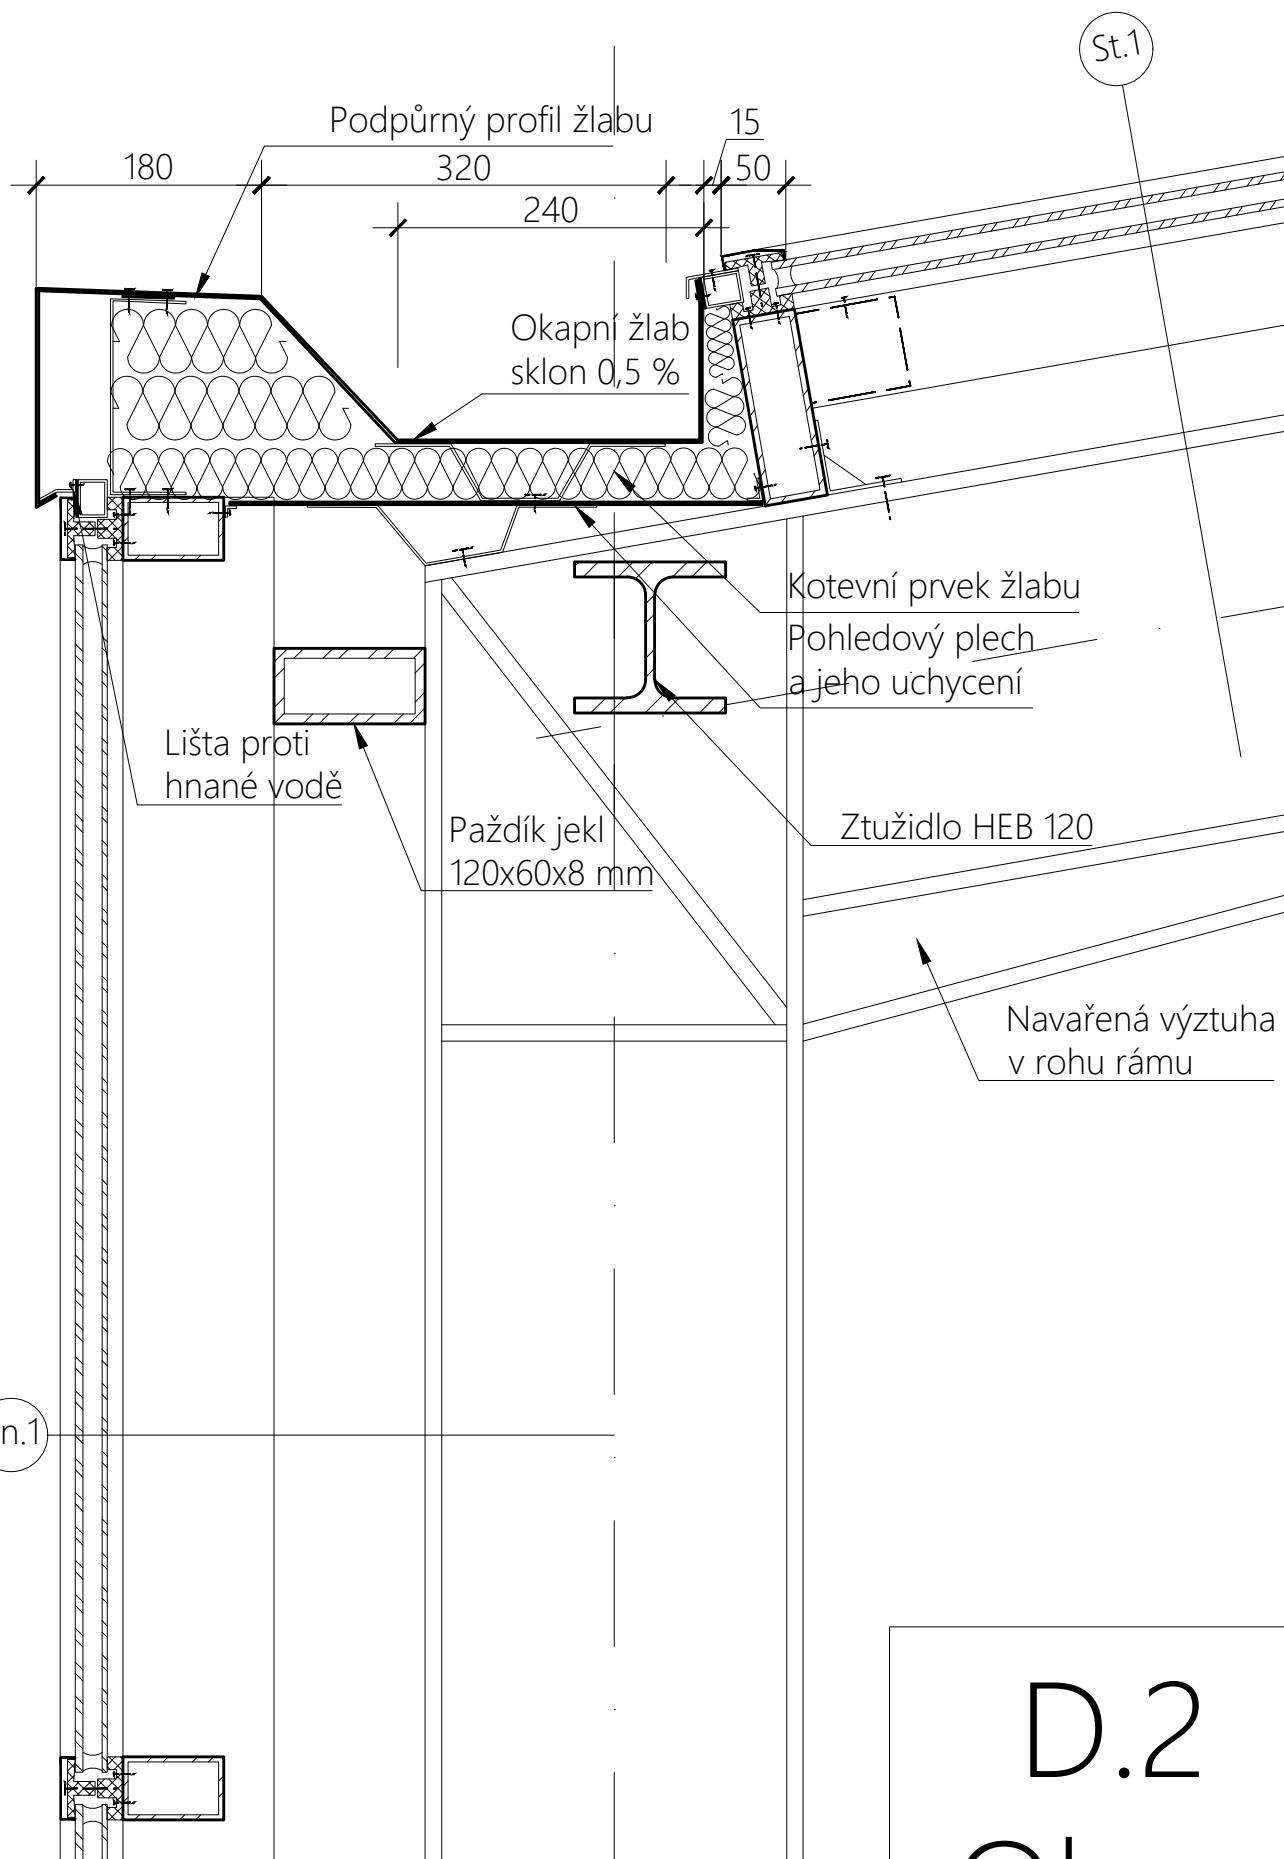 St.1
Podpůrný profil žlabu
15
180
320
50
240
Okapní žlab
sklon 0,5 %
Kotevní prvek žlabu
Pohledový plech
a jeho uchycení
Lišta proti
hnané vodě
Paždík jekl
120x60x8 mm
Ztužidlo HEB 120
Navařená výztuha
v rohu rámu
n.1
D.2